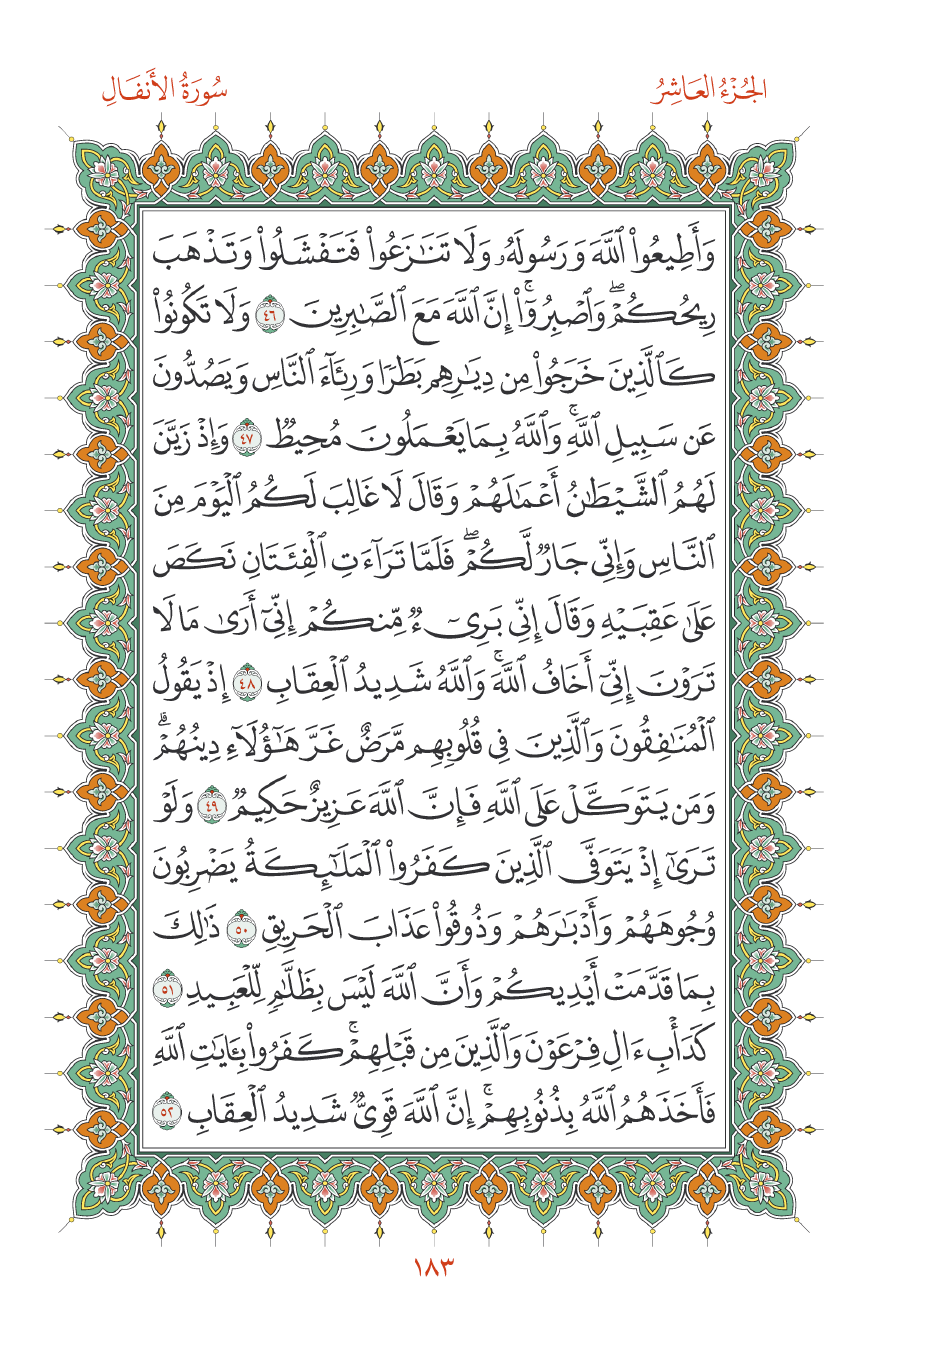 الجُزْءُ العَاشِرُ
سُورَةُ الأَنفَالِ
وَأَطِيعُوا۟ ٱللَّهَ وَرَسُولَهُۥ وَلَا تَنَٰزَعُوا۟ فَتَفْشَلُوا۟ وَتَذْهَبَ
رِيحُكُمْۖ وَٱصْبِرُوٓا۟ۚ إِنَّ ٱللَّهَ مَعَ ٱلصَّٰبِرِينَ ٤٦ وَلَا تَكُونُوا۟
كَٱلَّذِينَ خَرَجُوا۟ مِن دِيَٰرِهِم بَطَرًا وَرِئَآءَ ٱلنَّاسِ وَيَصُدُّونَ
عَن سَبِيلِ ٱللَّهِۚ وَٱللَّهُ بِمَا يَعْمَلُونَ مُحِيطٌ ٤٧ وَإِذْ زَيَّنَ
لَهُمُ ٱلشَّيْطَٰنُ أَعْمَٰلَهُمْ وَقَالَ لَا غَالِبَ لَكُمُ ٱلْيَوْمَ مِنَ
ٱلنَّاسِ وَإِنِّى جَارٌ لَّكُمْۖ فَلَمَّا تَرَآءَتِ ٱلْفِئَتَانِ نَكَصَ
عَلَىٰ عَقِبَيْهِ وَقَالَ إِنِّى بَرِىٓءٌ مِّنكُمْ إِنِّىٓ أَرَىٰ مَا لَا
تَرَوْنَ إِنِّىٓ أَخَافُ ٱللَّهَۚ وَٱللَّهُ شَدِيدُ ٱلْعِقَابِ ٤٨ إِذْ يَقُولُ
ٱلْمُنَٰفِقُونَ وَٱلَّذِينَ فِى قُلُوبِهِم مَّرَضٌ غَرَّ هَٰٓؤُلَآءِ دِينُهُمْۗ
وَمَن يَتَوَكَّلْ عَلَى ٱللَّهِ فَإِنَّ ٱللَّهَ عَزِيزٌ حَكِيمٌ ٤٩ وَلَوْ
تَرَىٰٓ إِذْ يَتَوَفَّى ٱلَّذِينَ كَفَرُوا۟ ٱلْمَلَٰٓئِكَةُ يَضْرِبُونَ
وُجُوهَهُمْ وَأَدْبَٰرَهُمْ وَذُوقُوا۟ عَذَابَ ٱلْحَرِيقِ ٥٠ ذَٰلِكَ
بِمَا قَدَّمَتْ أَيْدِيكُمْ وَأَنَّ ٱللَّهَ لَيْسَ بِظَلَّٰمٍ لِّلْعَبِيدِ ٥١
كَدَأْبِ ءَالِ فِرْعَوْنَ وَٱلَّذِينَ مِن قَبْلِهِمْۚ كَفَرُوا۟ بِـَٔايَٰتِ ٱللَّهِ
فَأَخَذَهُمُ ٱللَّهُ بِذُنُوبِهِمْۚ إِنَّ ٱللَّهَ قَوِىٌّ شَدِيدُ ٱلْعِقَابِ ٥٢
١٨٣